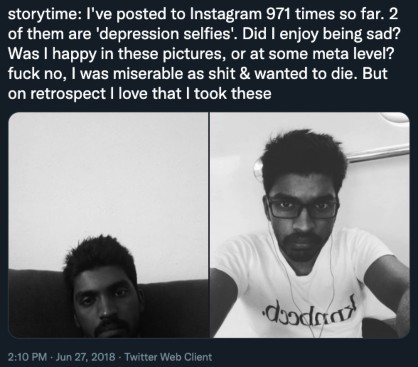 storytime: I've posted to Instagram 971 times so far. 2
of them are 'depression selfies'. Did I enjoy being sad?
Was I happy in these pictures, or at some meta level?
fuck no, I was miserable as shit & wanted to die. But
on retrospect I love that I took these
2:10 PM · Jun 27, 2018 · Twitter Web Client